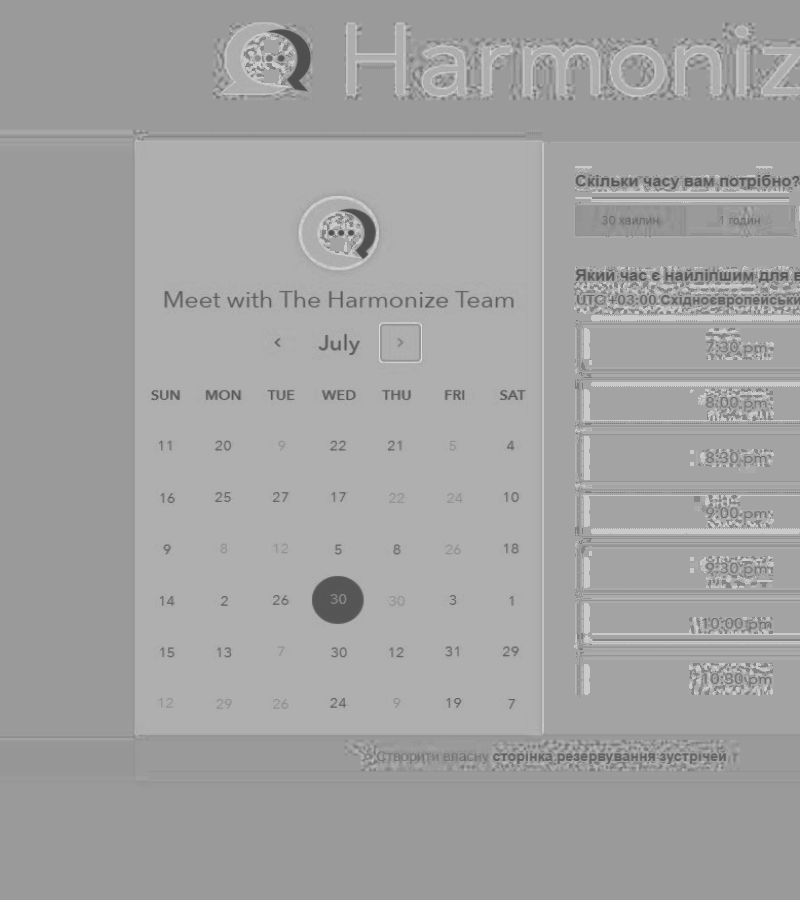 Harmoniz
Meet with The Harmonize Team
July
SUN MON TUE WED THU FRI SAT
11 20 9 22 21 5 4
16 25 27 17 22 24 10
9 8 12 5 8 26 18
14 2 26 30 30 3 1
15 13 7 30 12 31 29
12 29 26 24 9 19 7
Скільки часу вам потрібно?
30 хвилин 1 годин
Який час є найліпшим для в
UTC +03:00 Східноєвропейськи
7:30 pm
8:00 pm
8:30 pm
9:00 pm
9:30 pm
10:00 pm
10:30 pm
Створити власну сторінка резервування зустрічей